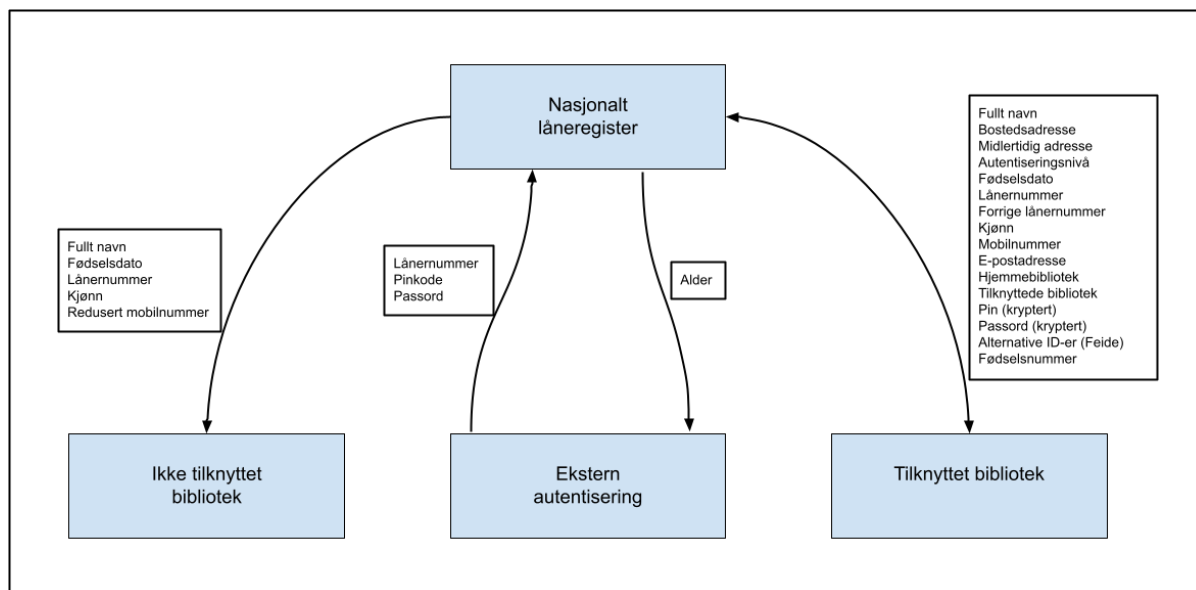 Nasjonalt
låneregister
Fullt navn
Fødselsdato
Lånernummer
Kjønn
Redusert mobilnummer
Lånernummer
Pinkode
Passord
Alder
Fullt navn
Bostedsadresse
Midlertidig adresse
Autentiseringsnivå
Fødselsdato
Lånernummer
Forrige lånernummer
Kjønn
Mobilnummer
E-postadresse
Hjemmebibliotek
Tilknyttede bibliotek
Pin (kryptert)
Passord (kryptert)
Alternative ID-er (Feide)
Fødselsnummer
Ikke tilknyttet
bibliotek
Ekstern
autentisering
Tilknyttet bibliotek